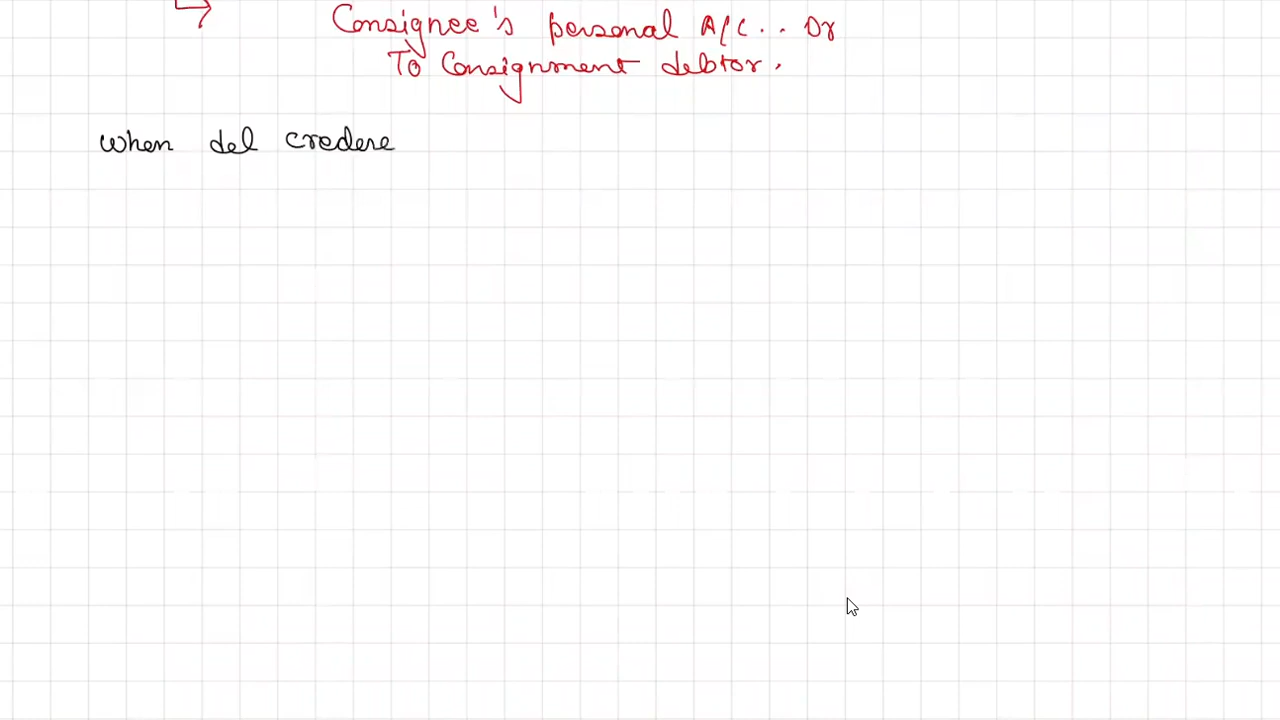 Consignee's personal A/C.. Dr
To Consignment debtor.
when del credere